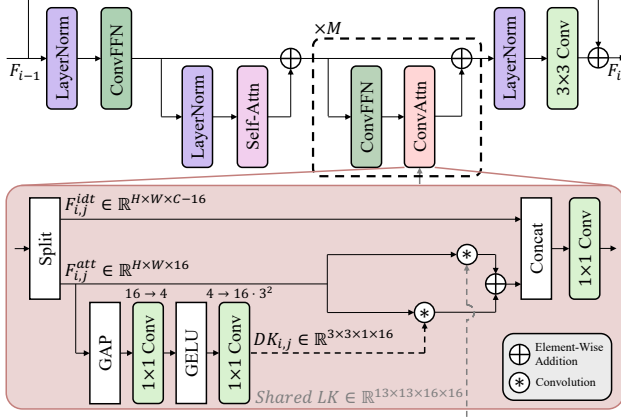 ×M
F_{i-1}
LayerNorm
ConvFFN
LayerNorm
Self-Attn
ConvFFN
ConvAttn
LayerNorm
3×3 Conv
F_i
Split
F_{i,j}^{idt} ∈ ℝ^{H×W×C−16}
F_{i,j}^{att} ∈ ℝ^{H×W×16}
Concat
1×1 Conv
16 → 4
4 → 16 · 3^2
GAP
1×1 Conv
GELU
1×1 Conv
DK_{i,j} ∈ ℝ^{3×3×1×16}
Shared LK ∈ ℝ^{13×13×16×16}
Element-Wise
Addition
Convolution